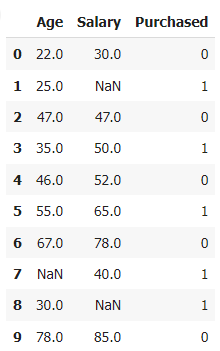 Age Salary Purchased
0 22.0 30.0 0
1 25.0 NaN 1
2 47.0 47.0 0
3 35.0 50.0 1
4 46.0 52.0 0
5 55.0 65.0 1
6 67.0 78.0 0
7 NaN 40.0 1
8 30.0 NaN 1
9 78.0 85.0 0